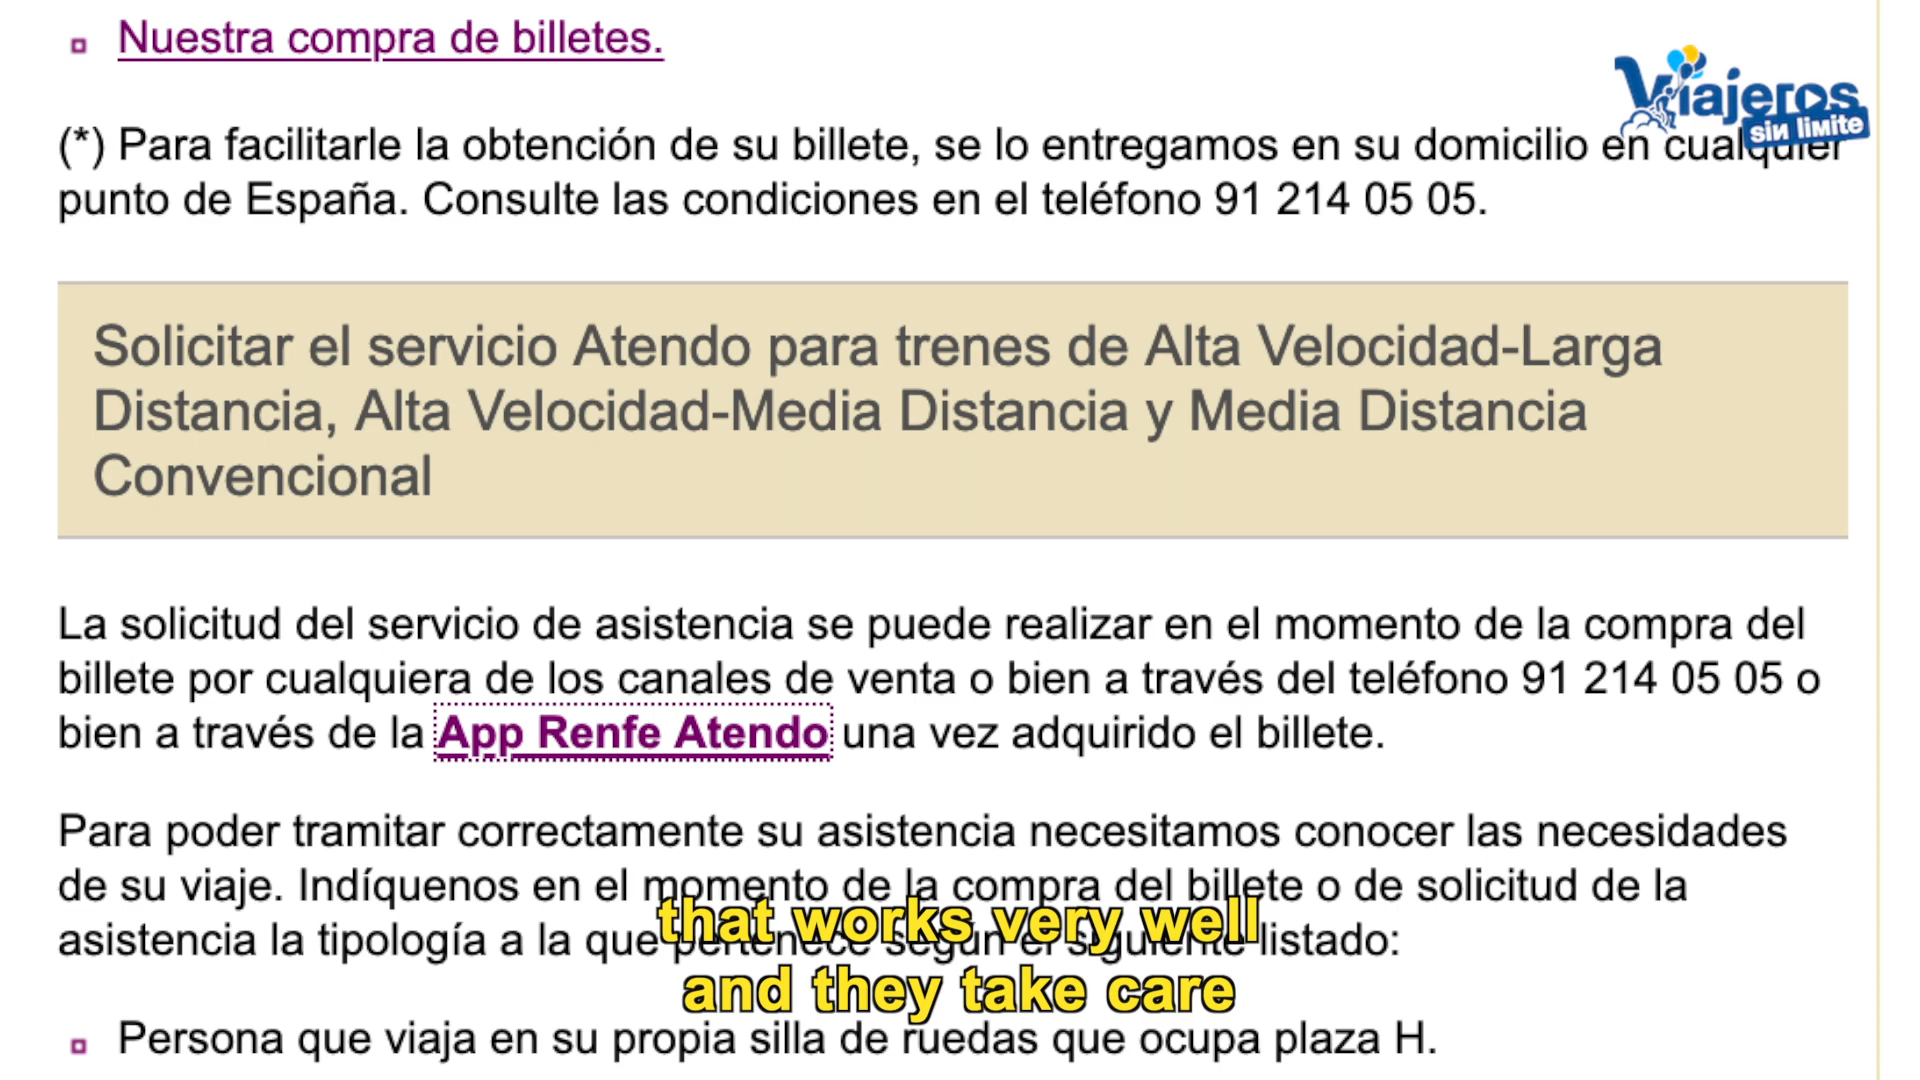 Nuestra compra de billetes.
Viajeros
sin limite
(*) Para facilitarle la obtención de su billete, se lo entregamos en su domicilio en cualquier
punto de España. Consulte las condiciones en el teléfono 91 214 05 05.
Solicitar el servicio Atendo para trenes de Alta Velocidad-Larga
Distancia, Alta Velocidad-Media Distancia y Media Distancia
Convencional
La solicitud del servicio de asistencia se puede realizar en el momento de la compra del
billete por cualquiera de los canales de venta o bien a través del teléfono 91 214 05 05 o
bien a través de la App Renfe Atendo una vez adquirido el billete.
Para poder tramitar correctamente su asistencia necesitamos conocer las necesidades
de su viaje. Indíquenos en el momento de la compra del billete o de solicitud de la
asistencia la tipología a la que pertenece según el siguiente listado:
that works very well
and they take care
Persona que viaja en su propia silla de ruedas que ocupa plaza H.